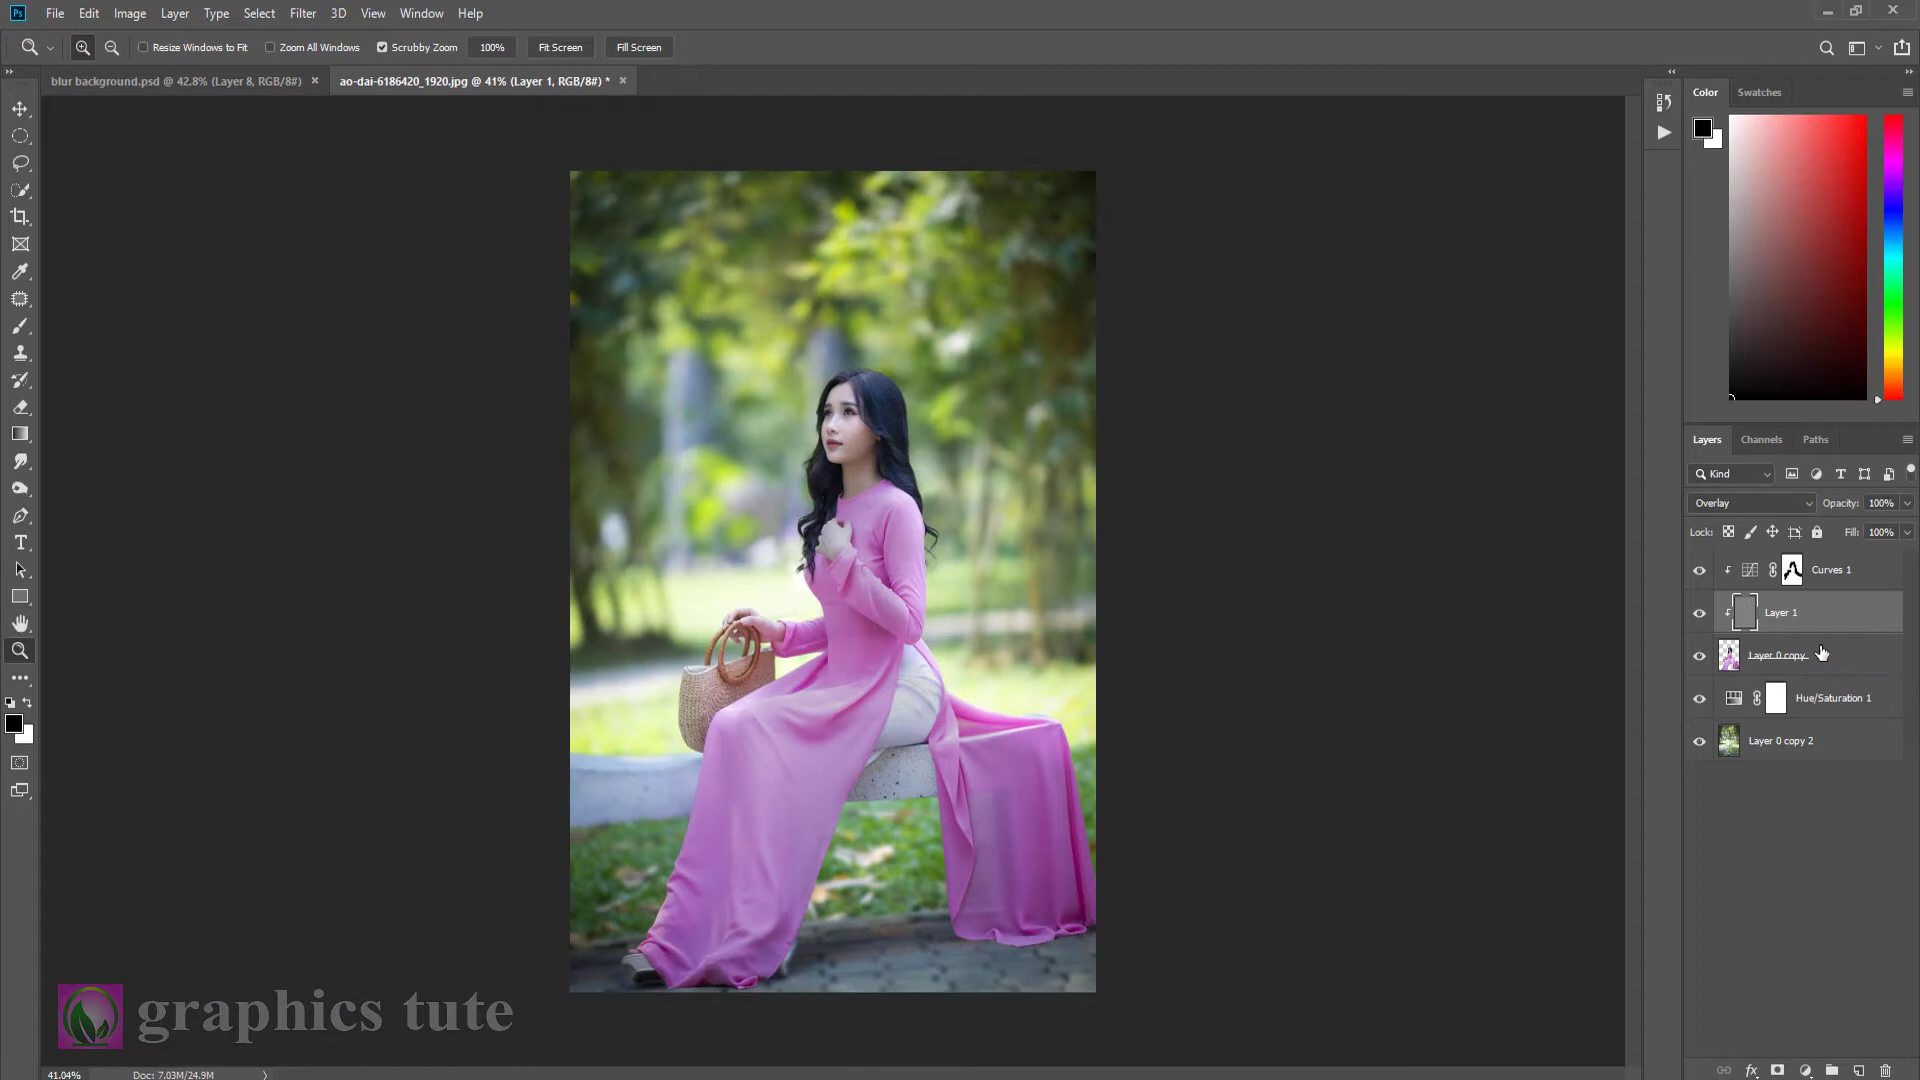 Ps File Edit Image Layer Type Select Filter 3D View Window Help
Resize Windows to Fit Zoom All Windows Scrubby Zoom 100% Fit Screen Fill Screen
blur background.psd @ 42.8% (Layer 8, RGB/8#) × ao-dai-6186420_1920.jpg @ 41% (Layer 1, RGB/8#) * ×
Color Swatches
Layers Channels Paths
Kind
Overlay Opacity: 100%
Lock: Fill: 100%
Curves 1
Layer 1
Layer 0 copy
Hue/Saturation 1
Layer 0 copy 2
graphics tute
fx
41.04% Doc: 7.03M/24.9M